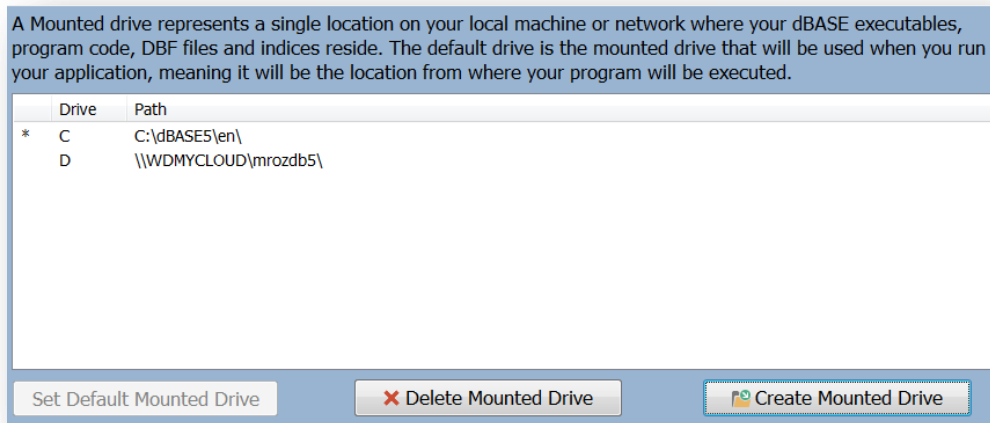 A Mounted drive represents a single location on your local machine or network where your dBASE executables,
program code, DBF files and indices reside. The default drive is the mounted drive that will be used when you run
your application, meaning it will be the location from where your program will be executed.
Drive Path
* C C:\dBASE5\en\
D \\WDMYCLOUD\mrozdb5\
Set Default Mounted Drive Delete Mounted Drive Create Mounted Drive